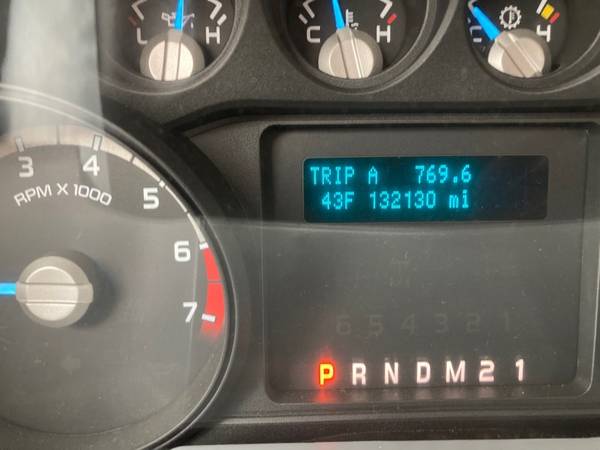 L H
C H
C H
3 4 5 6 7
RPM X 1000
TRIP A 769.6
43F 132130 mi
6 5 4 3 2 1
P R N D M 2 1